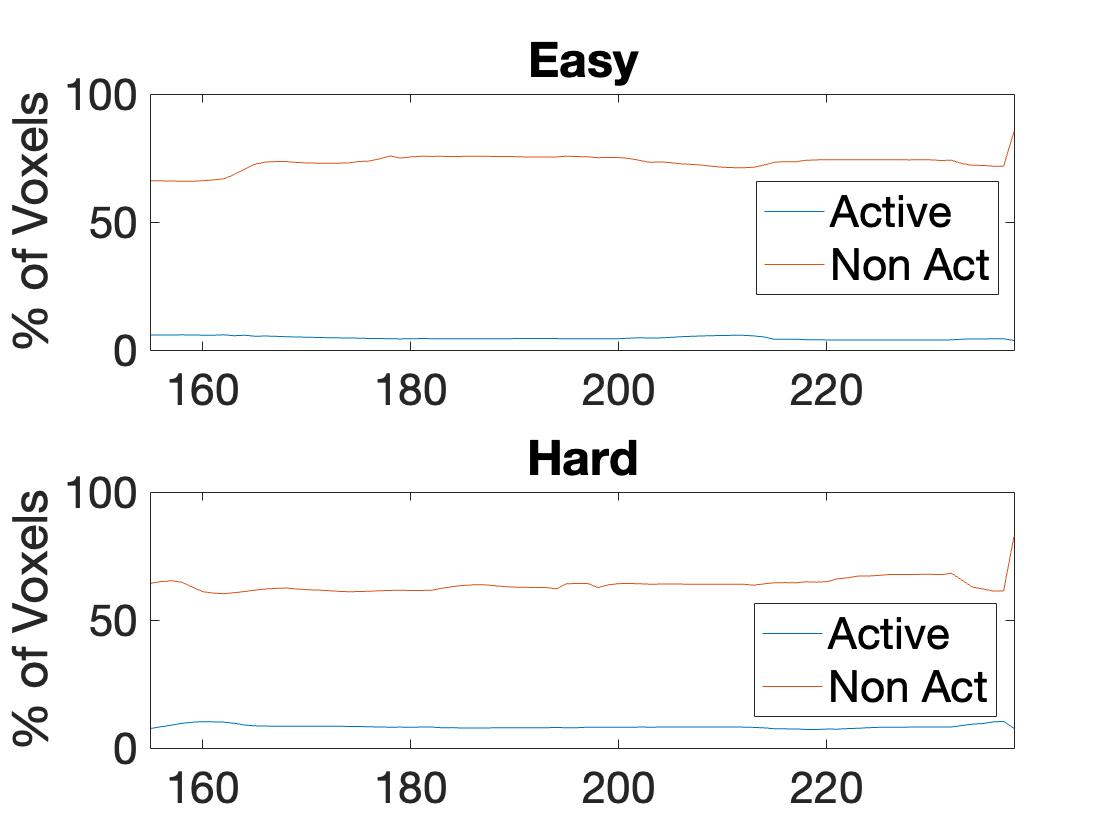 Easy
% of Voxels
100
50
0
Active
Non Act
160 180 200 220
Hard
% of Voxels
100
50
0
Active
Non Act
160 180 200 220